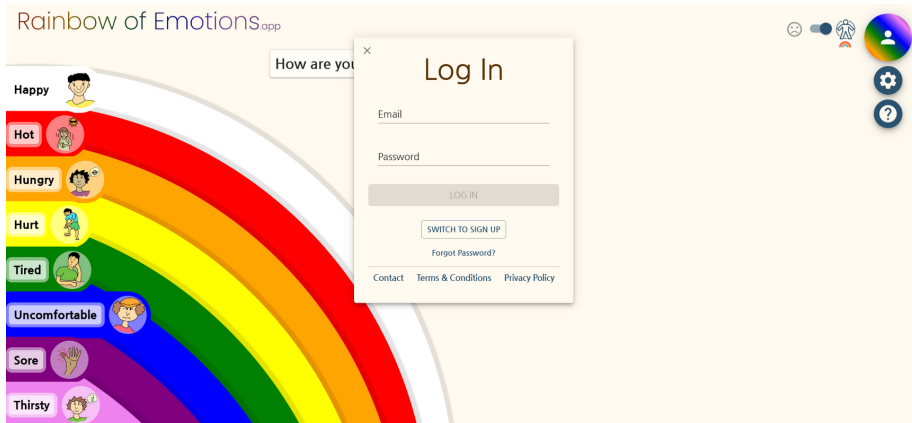 Rainbow of Emotions.app
How are you
Log In
Email
Password
LOG IN
SWITCH TO SIGN UP
Forgot Password?
Contact Terms & Conditions Privacy Policy
Happy
Hot
Hungry
Hurt
Tired
Uncomfortable
Sore
Thirsty